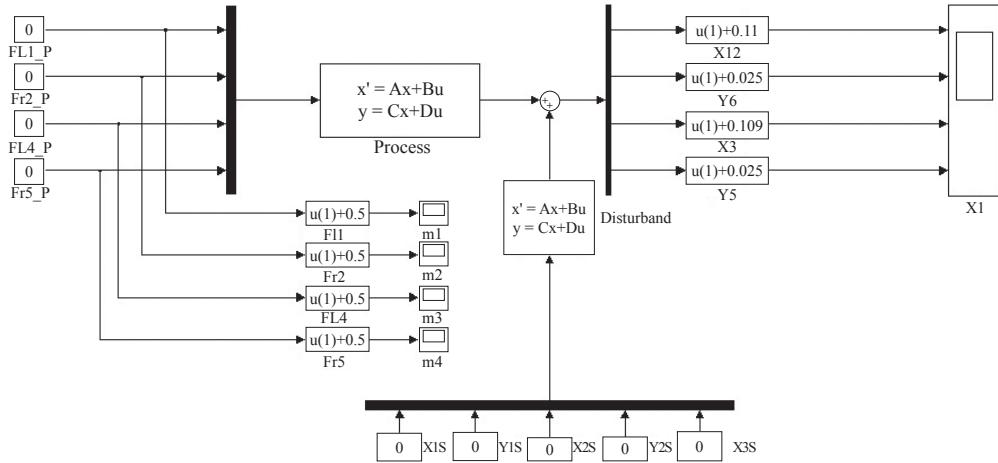 0
FL1_P
0
Fr2_P
0
FL4_P
0
Fr5_P
x' = Ax+Bu
y = Cx+Du
Process
+
+
u(1)+0.11
X12
u(1)+0.025
Y6
u(1)+0.109
X3
u(1)+0.025
Y5
X1
x' = Ax+Bu
y = Cx+Du
Disturband
u(1)+0.5
Fl1
m1
u(1)+0.5
Fr2
m2
u(1)+0.5
FL4
m3
u(1)+0.5
Fr5
m4
0 X1S
0 Y1S
0 X2S
0 Y2S
0 X3S